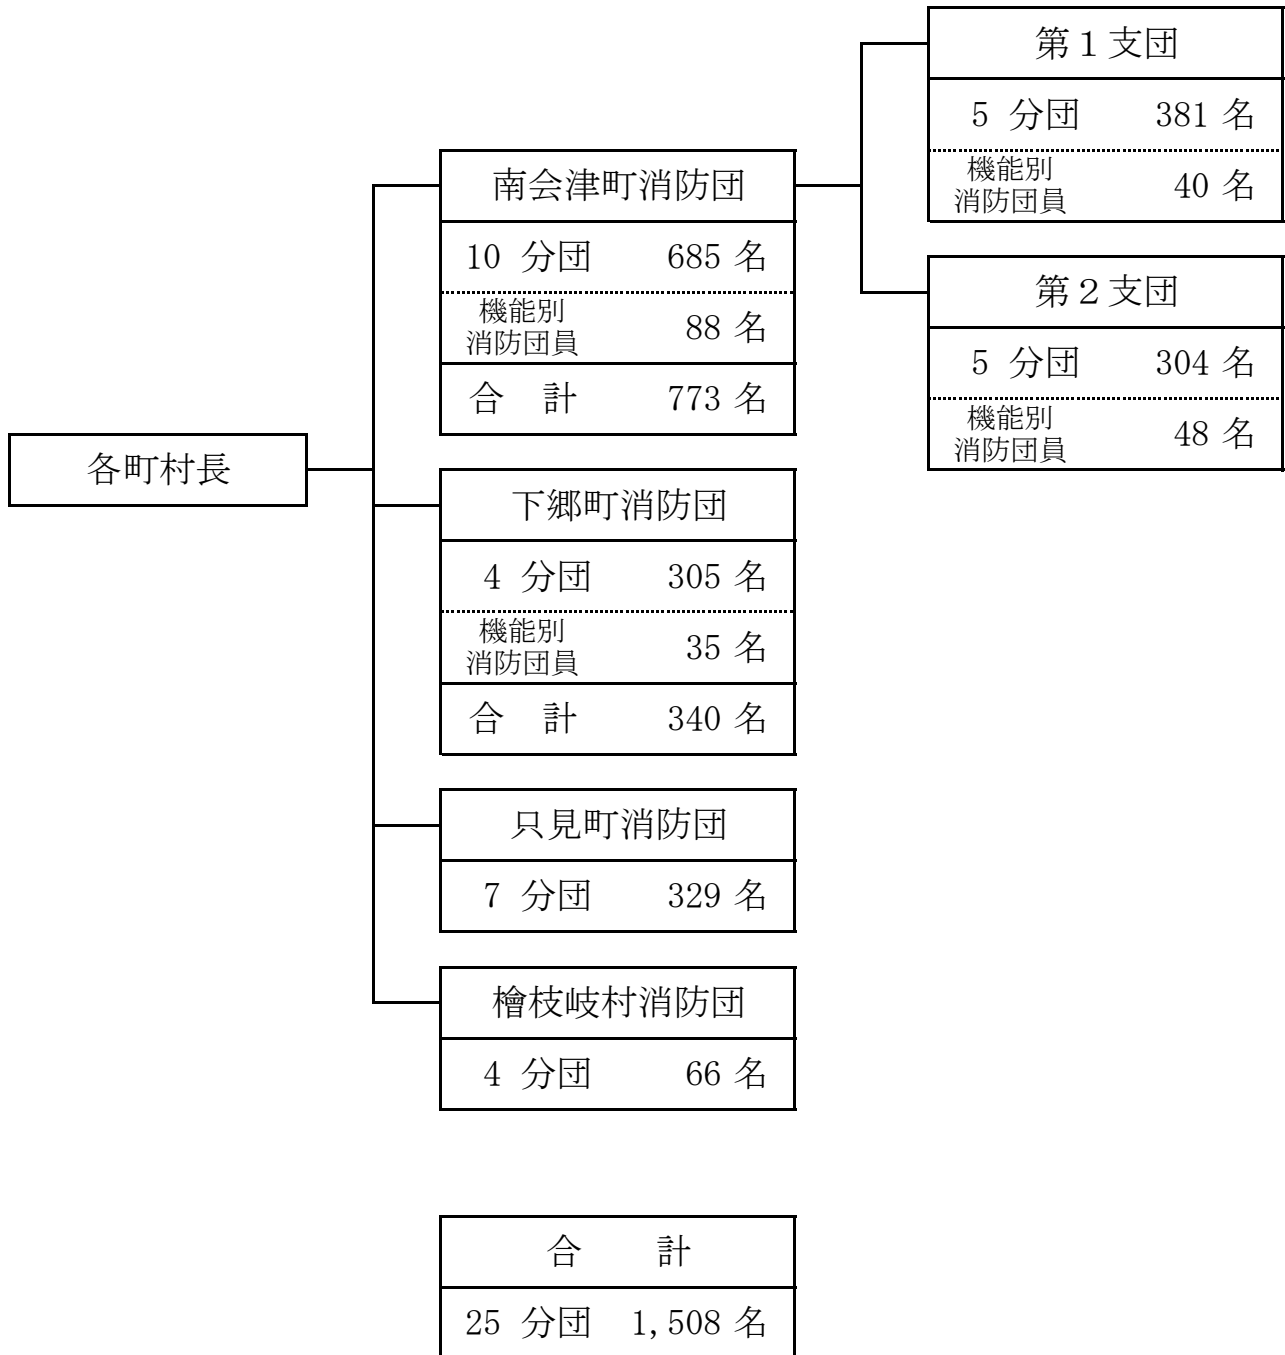 各町村長
南会津町消防団
10 分団 685 名
機能別
消防団員 88 名
合 計 773 名
第１支団
5 分団 381 名
機能別
消防団員 40 名
第２支団
5 分団 304 名
機能別
消防団員 48 名
下郷町消防団
4 分団 305 名
機能別
消防団員 35 名
合 計 340 名
只見町消防団
7 分団 329 名
檜枝岐村消防団
4 分団 66 名
合 計
25 分団 1,508 名